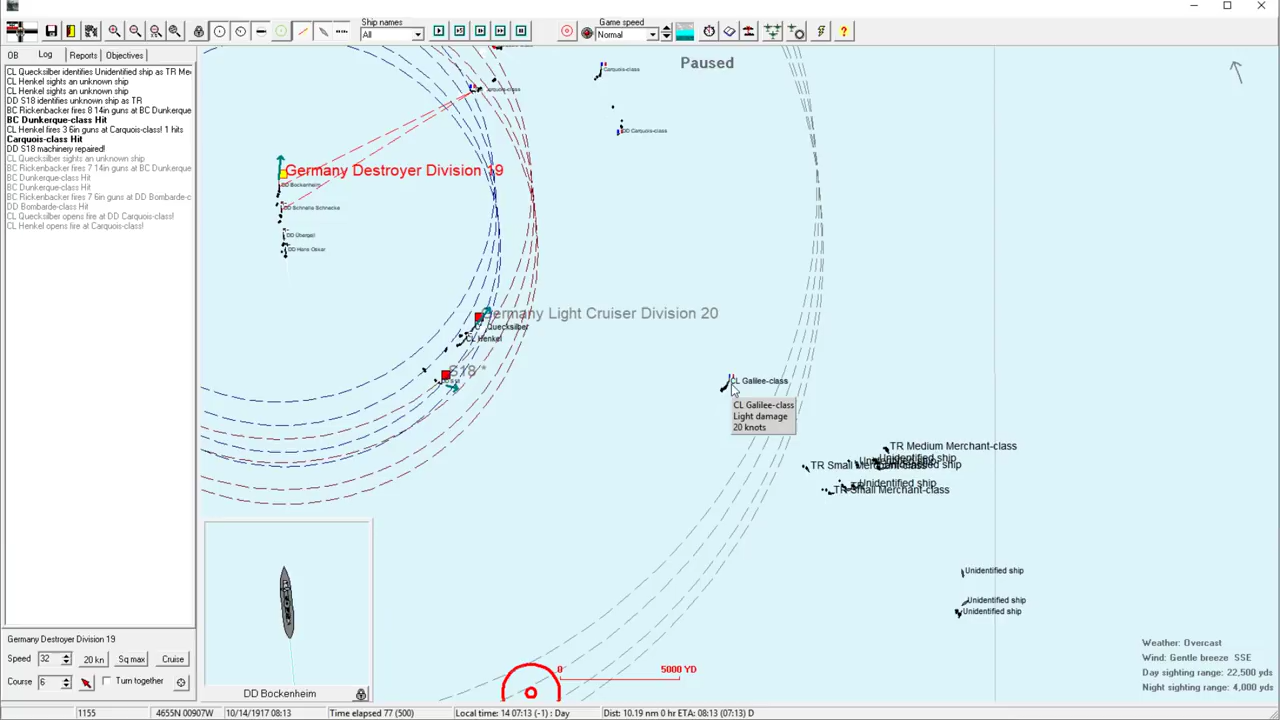 Ship names
Game speed
All
Normal
OB
Log
Reports
Objectives
CL Quecksilber identifies Unidentified ship as TR Me
CL Henkel sights an unknown ship
CL Henkel sights an unknown ship
DD S18 identifies unknown ship as TR
BC Rickenbacker fires 8 14in guns at BC Dunkerque
BC Dunkerque-class Hit
CL Henkel fires 3 6in guns at Carquois-class! 1 hits
Carquois-class Hit
DD S18 machinery repaired!
CL Quecksilber sights an unknown ship
BC Rickenbacker fires 7 14in guns at BC Dunkerque
BC Dunkerque-class Hit
BC Dunkerque-class Hit
BC Rickenbacker fires 7 6in guns at DD Bombarde-c
DD Bombarde-class Hit
CL Quecksilber opens fire at DD Carquois-class!
CL Henkel opens fire at Carquois-class!
Paused
Carquois-class
DD Carquois-class
Germany Destroyer Division 19
DD Bockenheim
DD Schnelle Schnecke
DD Übergeil
DD Hans Oskar
Germany Light Cruiser Division 20
Quecksilber
CL Henkel
S18 *
CL Galilee-class
CL Galilee-class
Light damage
20 knots
TR Medium Merchant-class
Unidentified ship
TR Small Merchant-class
Unidentified ship
TR Small Merchant-class
Unidentified ship
Unidentified ship
Unidentified ship
0
5000 YD
Weather: Overcast
Wind: Gentle breeze SSE
Day sighting range: 22,500 yds
Night sighting range: 4,000 yds
Germany Destroyer Division 19
Speed
32
20 kn
Sq max
Cruise
Course
6
Turn together
DD Bockenheim
1155
4655N 00907W
10/14/1917 08:13
Time elapsed 77 (500)
Local time: 14 07:13 (-1) : Day
Dist: 10.19 nm 0 hr ETA: 08:13 (07:13) D